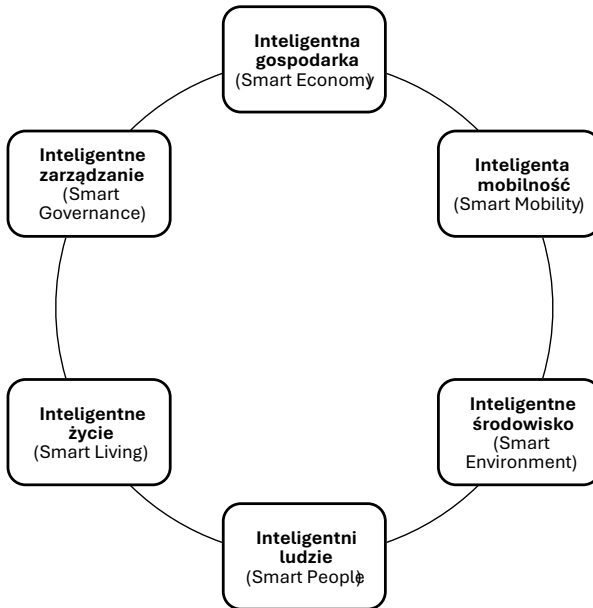 Inteligentna
gospodarka
(Smart Economy)
Inteligentne
zarządzanie
(Smart
Governance)
Inteligenta
mobilność
(Smart Mobility)
Inteligentne
życie
(Smart Living)
Inteligentne
środowisko
(Smart
Environment)
Inteligentni
ludzie
(Smart People)